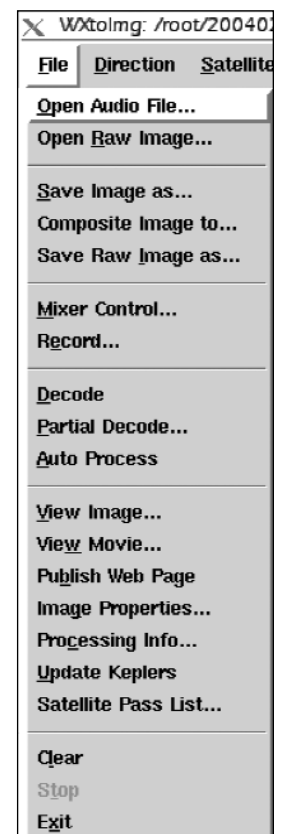 WXtoImg: /root/20040
File Direction Satellite
Open Audio File...
Open Raw Image...
Save Image as...
Composite Image to...
Save Raw Image as...
Mixer Control...
Record...
Decode
Partial Decode...
Auto Process
View Image...
View Movie...
Publish Web Page
Image Properties...
Processing Info...
Update Keplers
Satellite Pass List...
Clear
Stop
Exit